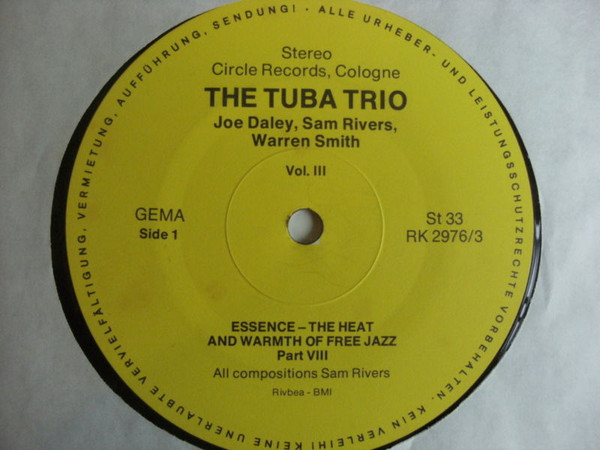 Stereo
Circle Records, Cologne
THE TUBA TRIO
Joe Daley, Sam Rivers,
Warren Smith
Vol. III
GEMA
Side 1
St 33
RK 2976/3
ESSENCE – THE HEAT
AND WARMTH OF FREE JAZZ
Part VIII
All compositions Sam Rivers
Rivbea - BMI
ALLE URHEBER- UND LEISTUNGSSCHUTZRECHTE VORBEHALTEN. KEIN VERLEIH! KEINE UNERLAUBTE VERVIELFÄLTIGUNG, VERMIETUNG, AUFFÜHRUNG, SENDUNG! -